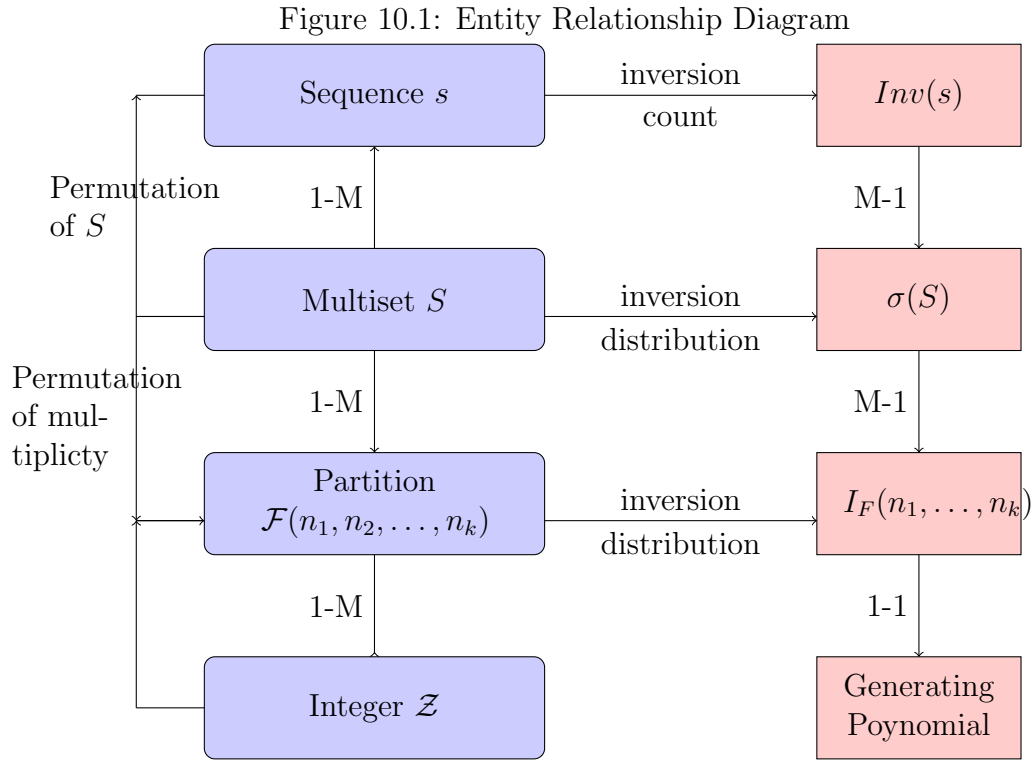 Figure 10.1: Entity Relationship Diagram
Sequence s
inversion
count
Inv(s)
Permutation
of S
1-M
M-1
Multiset S
inversion
distribution
σ(S)
Permutation
of mul-
tiplicty
1-M
M-1
Partition
F(n₁, n₂, . . . , nₖ)
inversion
distribution
I_F(n₁, . . . , nₖ)
1-M
1-1
Integer Z
Generating
Poynomial